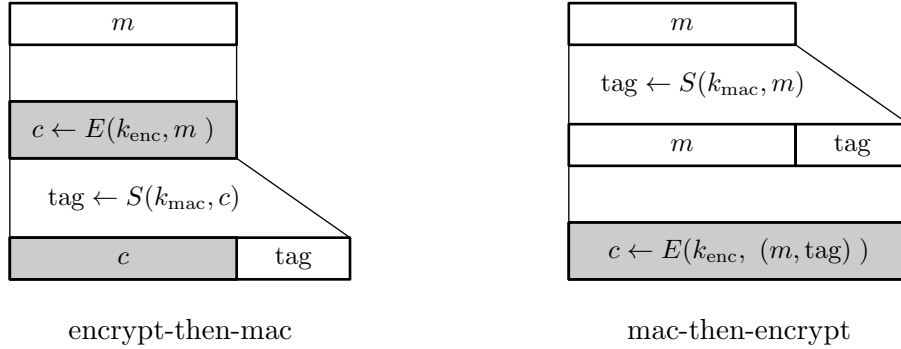 m
c ← E(k_enc, m )
tag ← S(k_mac, c)
c tag
encrypt-then-mac
m
tag ← S(k_mac, m)
m tag
c ← E(k_enc, (m, tag) )
mac-then-encrypt